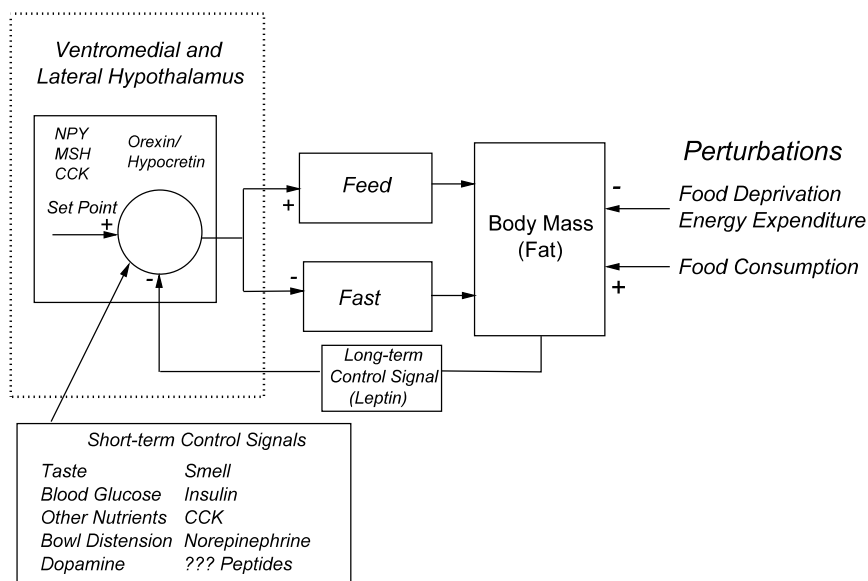 Ventromedial and
Lateral Hypothalamus
NPY
MSH
CCK
Orexin/
Hypocretin
Set Point
+
-
+
Feed
-
Fast
Body Mass
(Fat)
Perturbations
-
Food Deprivation
Energy Expenditure
Food Consumption
+
Long-term
Control Signal
(Leptin)
Short-term Control Signals
Taste Smell
Blood Glucose Insulin
Other Nutrients CCK
Bowl Distension Norepinephrine
Dopamine ??? Peptides